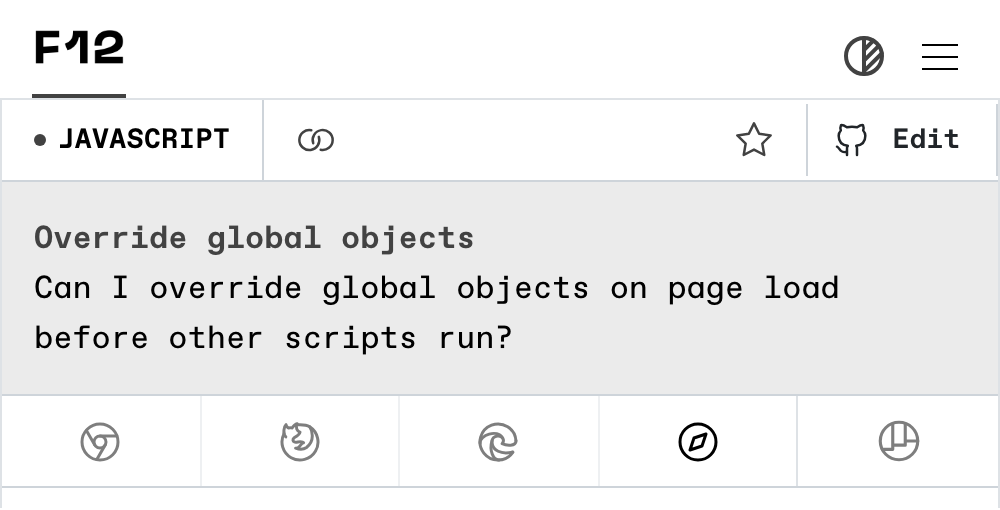 F12
JAVASCRIPT
Edit
Override global objects
Can I override global objects on page load
before other scripts run?